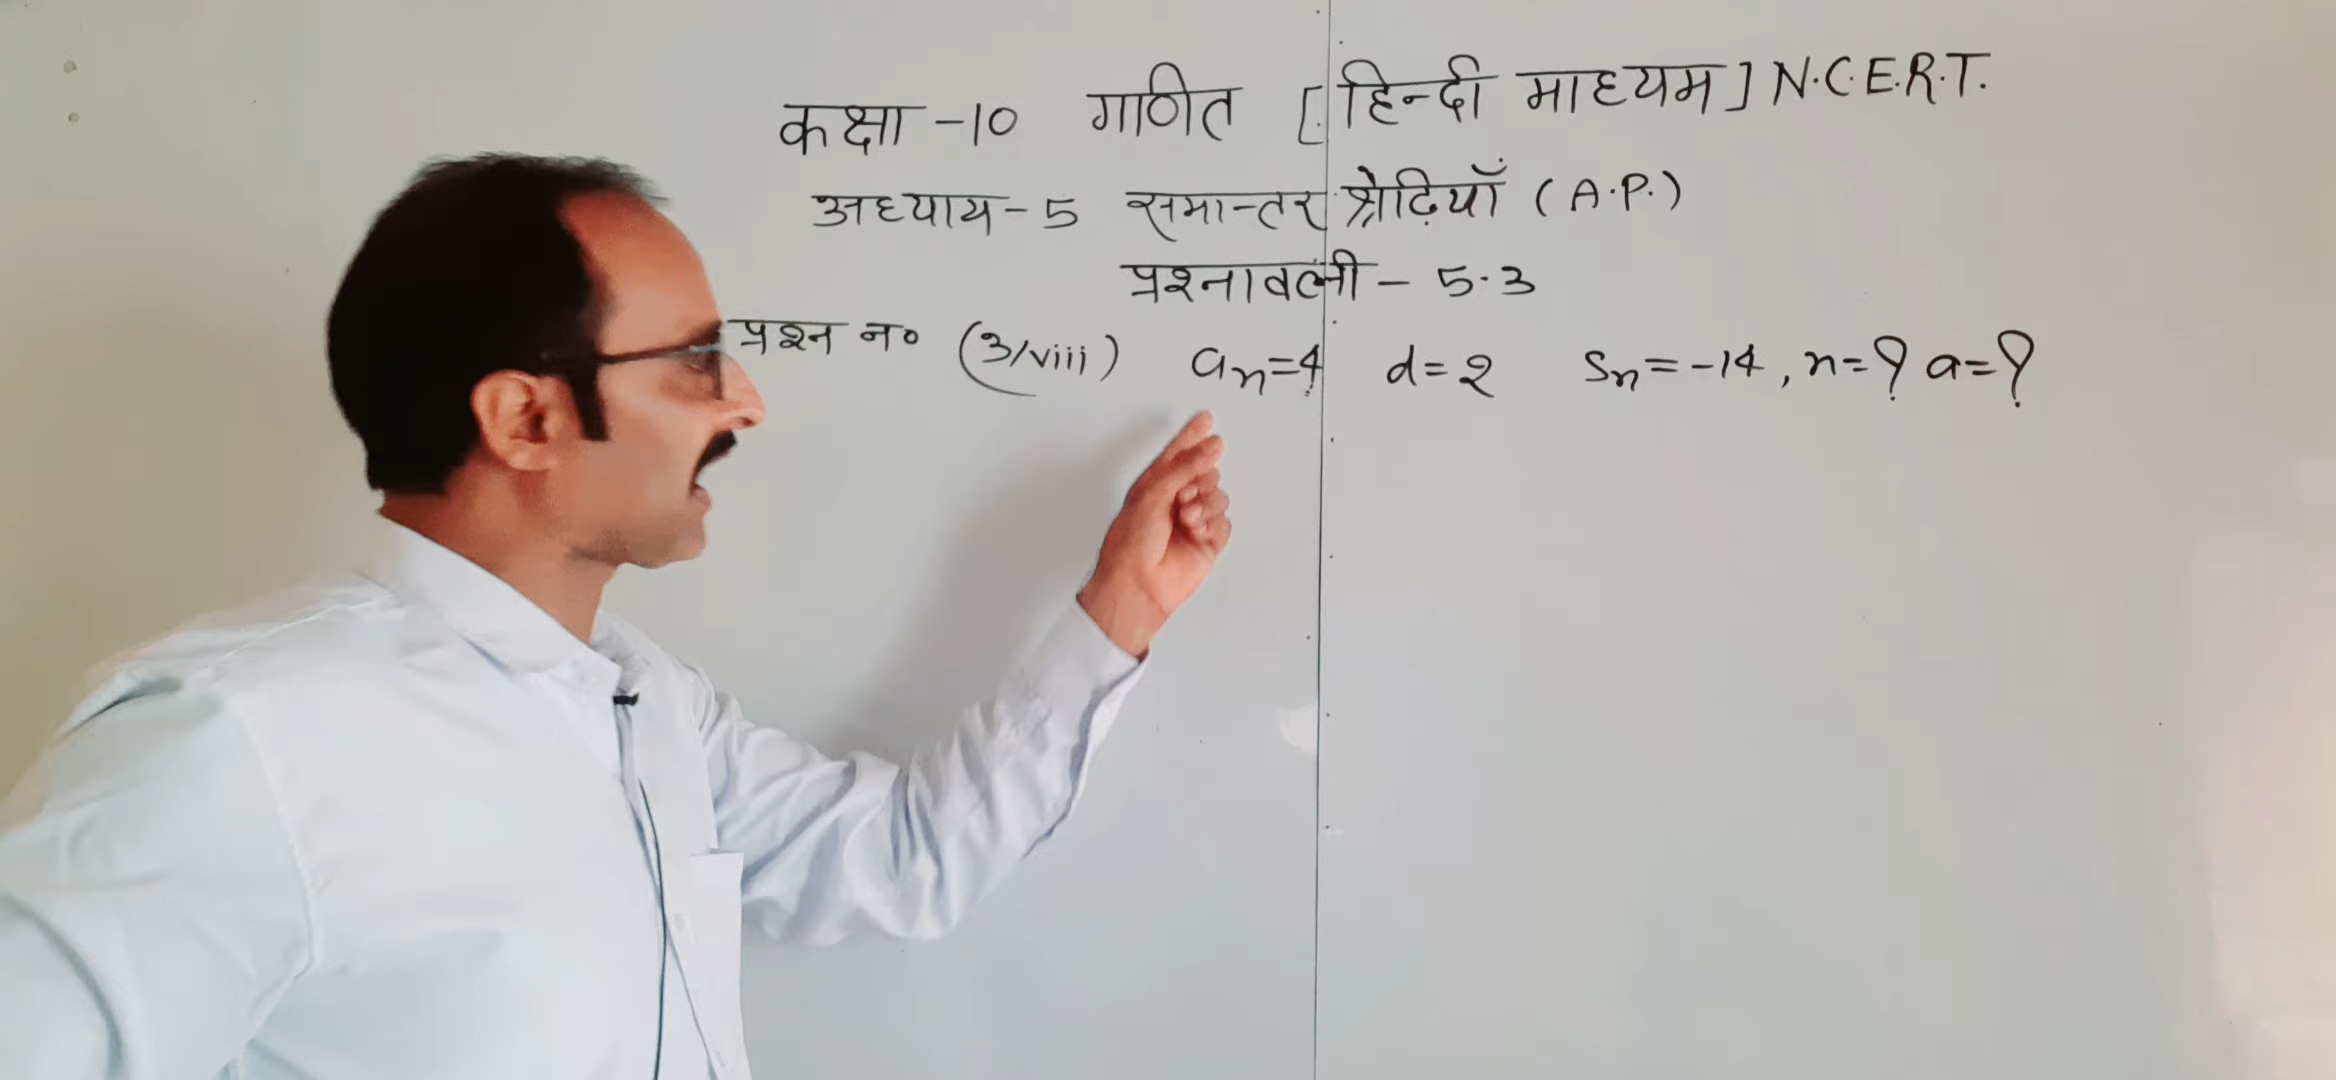 कक्षा -10 गणित [हिन्दी माध्यम] N.C.E.R.T.
अध्याय- 5 समान्तर श्रेढ़ियाँ (A.P.)
प्रश्नावली - 5.3
प्रश्न न० (3/viii) aₙ=4 d=2 Sₙ=-14, n=? a=?